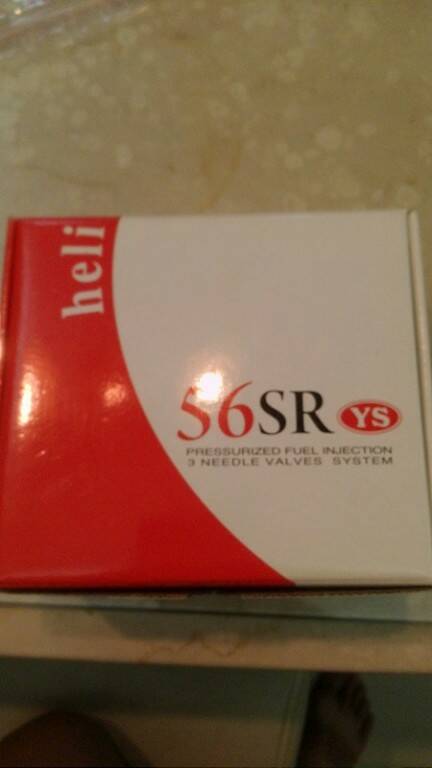 heli
56SR YS
PRESSURIZED FUEL INJECTION
3 NEEDLE VALVES SYSTEM